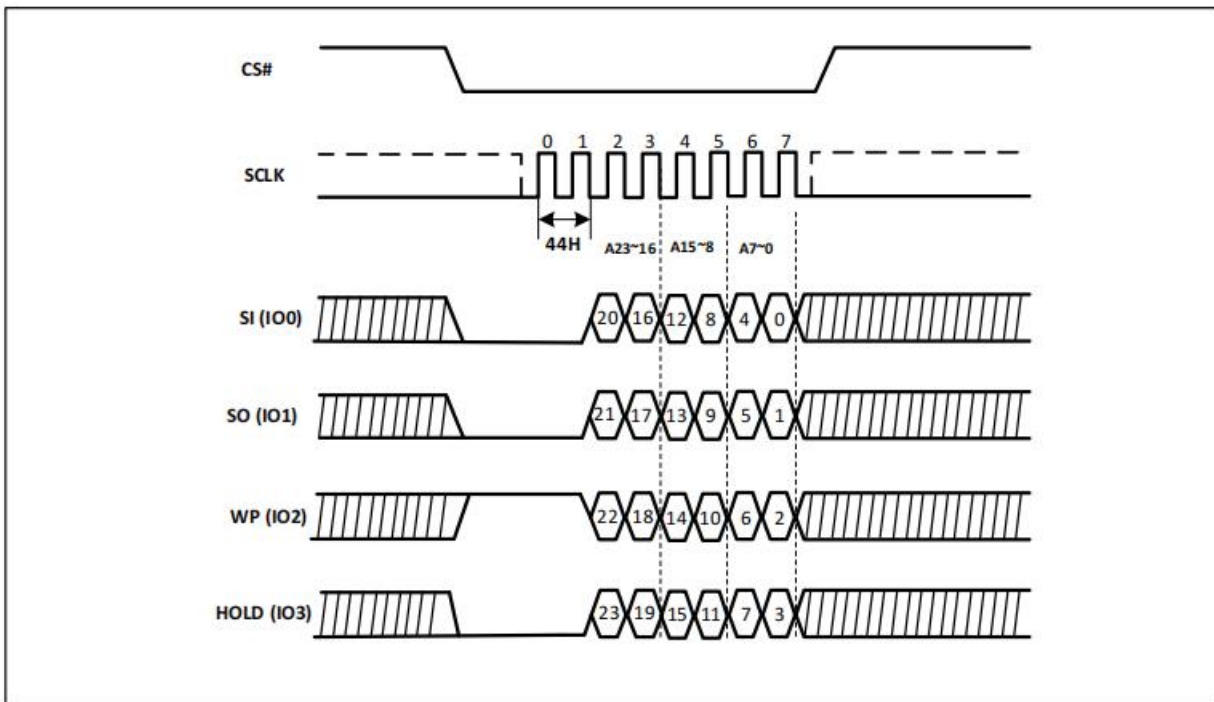 CS#
0 1 2 3 4 5 6 7
SCLK
44H A23~16 A15~8 A7~0
SI (IO0) 20 16 12 8 4 0
SO (IO1) 21 17 13 9 5 1
WP (IO2) 22 18 14 10 6 2
HOLD (IO3) 23 19 15 11 7 3